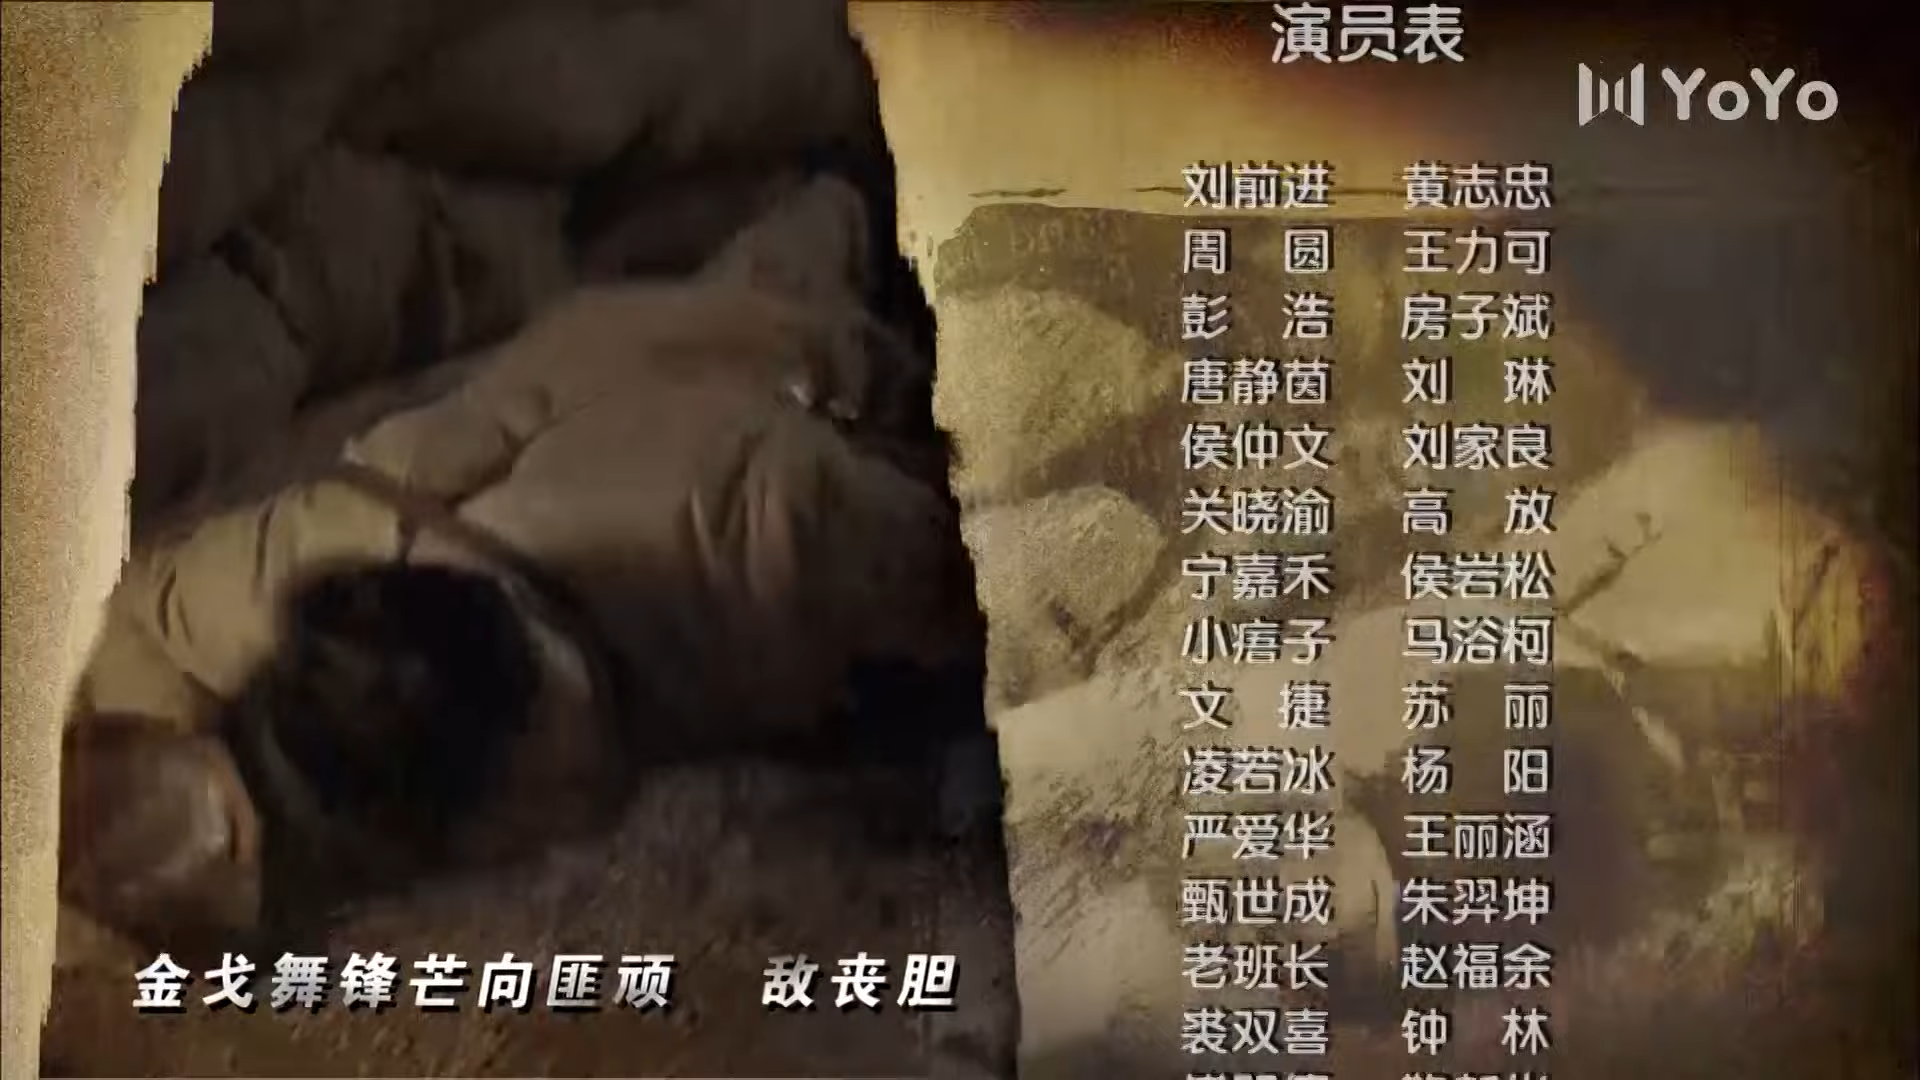 演员表
YoYo
刘前进 黄志忠
周 圆 王力可
彭 浩 房子斌
唐静茵 刘 琳
侯仲文 刘家良
关晓渝 高 放
宁嘉禾 侯岩松
小痦子 马浴柯
文 捷 苏 丽
凌若冰 杨 阳
严爱华 王丽涵
甄世成 朱羿坤
老班长 赵福余
裘双喜 钟 林
金戈舞锋芒向匪顽 敌丧胆